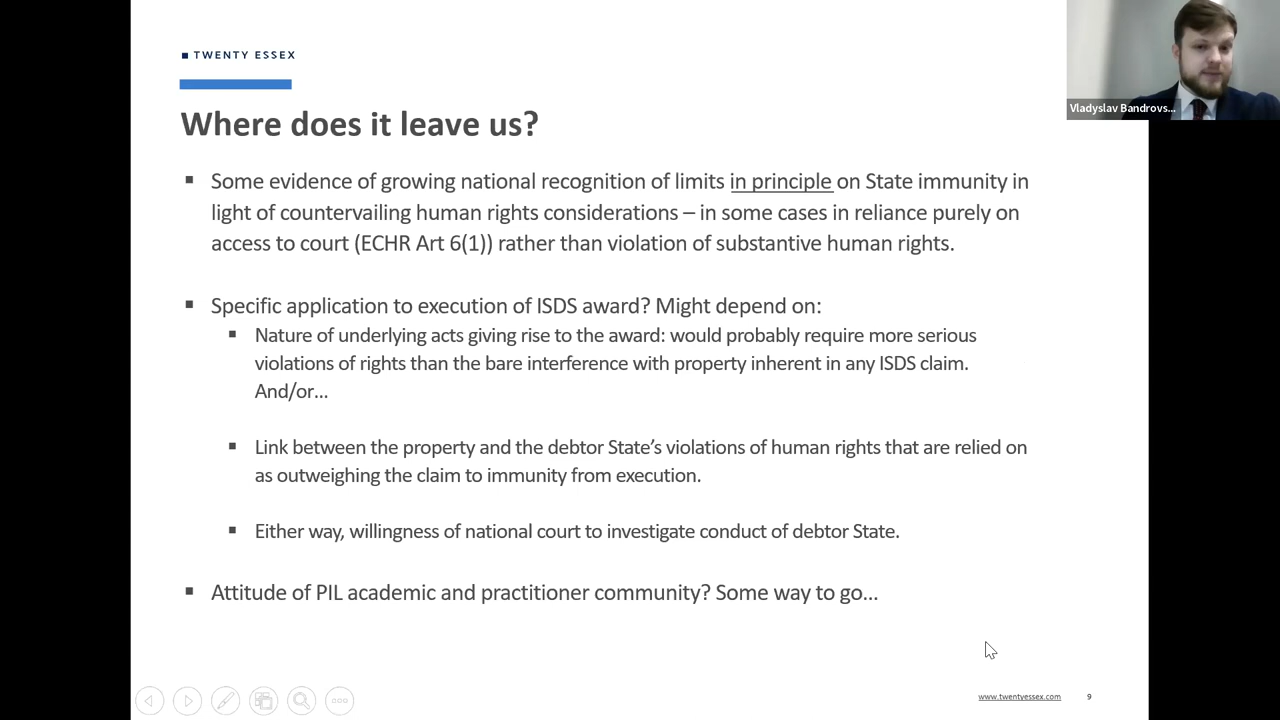 TWENTY ESSEX
Vladyslav Bandrovs...
Where does it leave us?
Some evidence of growing national recognition of limits in principle on State immunity in
light of countervailing human rights considerations – in some cases in reliance purely on
access to court (ECHR Art 6(1)) rather than violation of substantive human rights.
Specific application to execution of ISDS award? Might depend on:
Nature of underlying acts giving rise to the award: would probably require more serious
violations of rights than the bare interference with property inherent in any ISDS claim.
And/or…
Link between the property and the debtor State’s violations of human rights that are relied on
as outweighing the claim to immunity from execution.
Either way, willingness of national court to investigate conduct of debtor State.
Attitude of PIL academic and practitioner community? Some way to go…
www.twentyessex.com 9